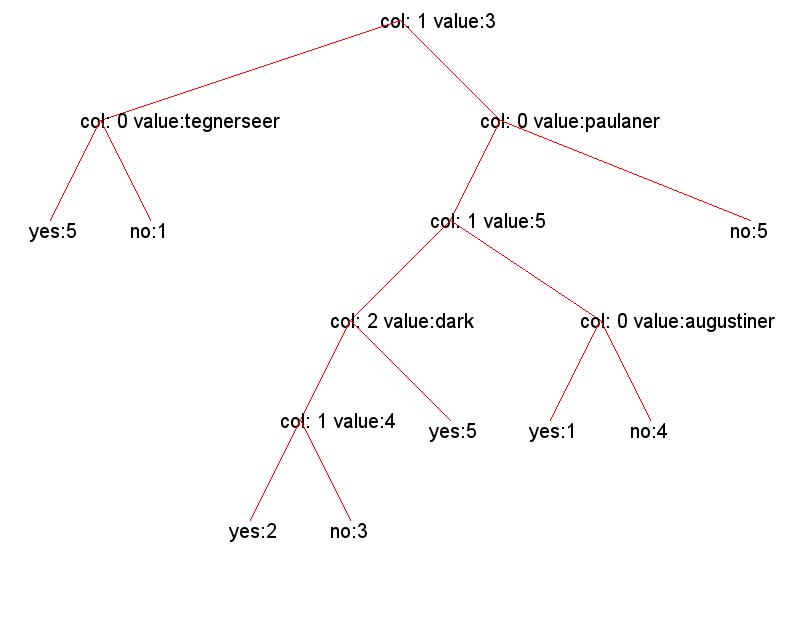 col: 1 value:3
col: 0 value:tegnerseer
col: 0 value:paulaner
yes:5
no:1
col: 1 value:5
no:5
col: 2 value:dark
col: 0 value:augustiner
col: 1 value:4
yes:5
yes:1
no:4
yes:2
no:3